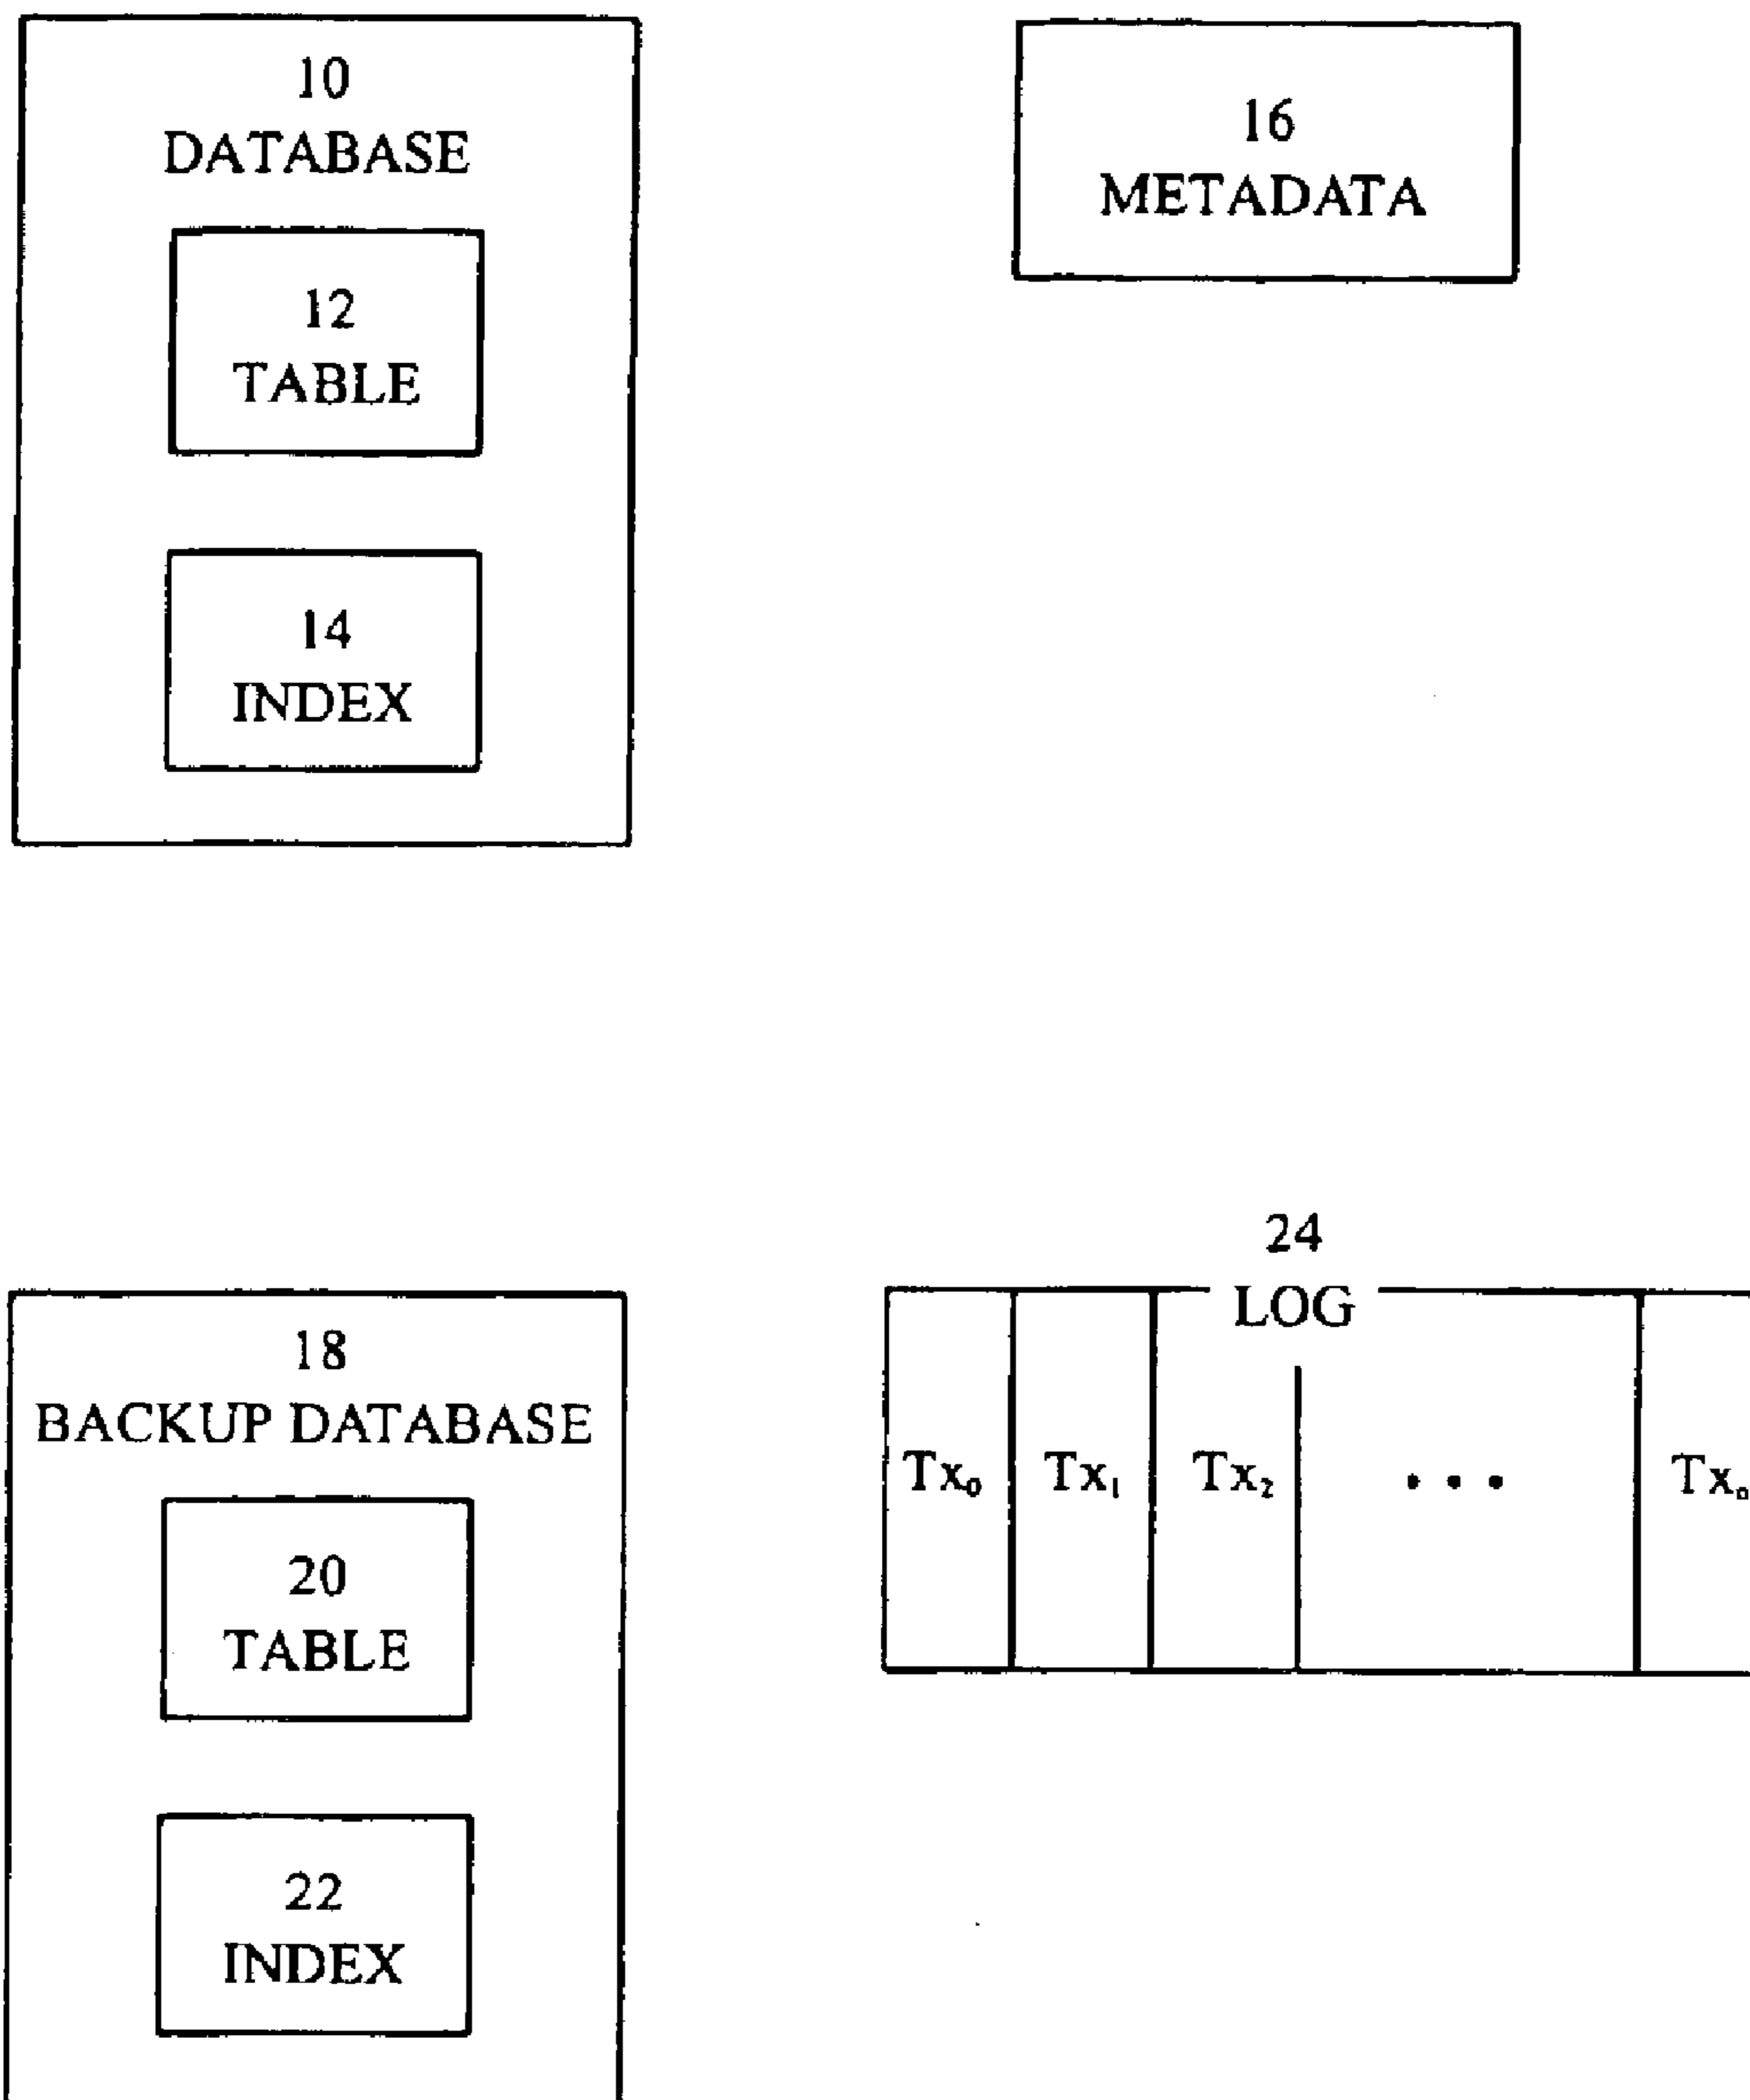 10
DATABASE
12
TABLE
14
INDEX
16
METADATA
18
BACKUP DATABASE
20
TABLE
22
INDEX
24
LOG
Tx₀ Tx₁ Tx₂ • • • Txₙ